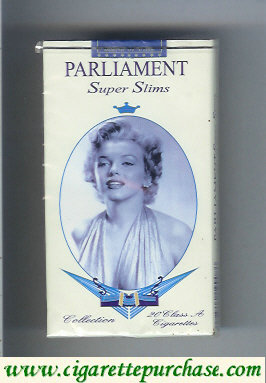 PARLIAMENT
Super Slims
Collection
20 Class A
Cigarettes
www.cigarettepurchase.com